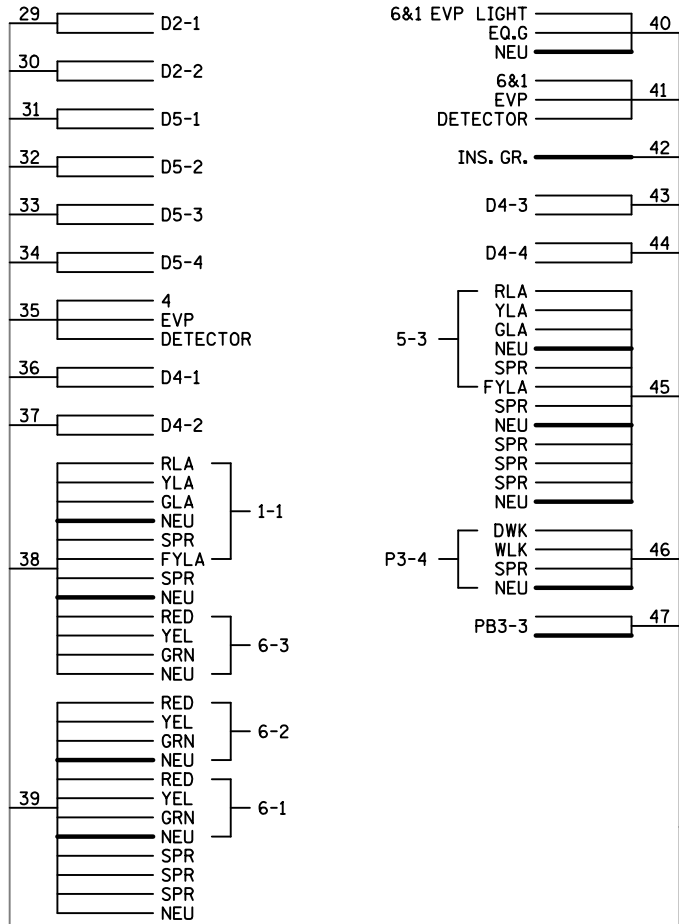 29 D2-1
30 D2-2
31 D5-1
32 D5-2
33 D5-3
34 D5-4
4
35 EVP
DETECTOR
36 D4-1
37 D4-2
RLA
YLA
GLA
NEU 1-1
SPR
38 FYLA
SPR
NEU
RED
YEL 6-3
GRN
NEU
RED
YEL 6-2
GRN
NEU
RED
39 YEL 6-1
GRN
NEU
SPR
SPR
SPR
NEU
6&1 EVP LIGHT
EQ.G 40
NEU
6&1
EVP 41
DETECTOR
INS. GR. 42
D4-3 43
D4-4 44
RLA
YLA
5-3 GLA
NEU
SPR
FYLA 45
SPR
NEU
SPR
SPR
SPR
NEU
DWK
P3-4 WLK 46
SPR
NEU
PB3-3 47